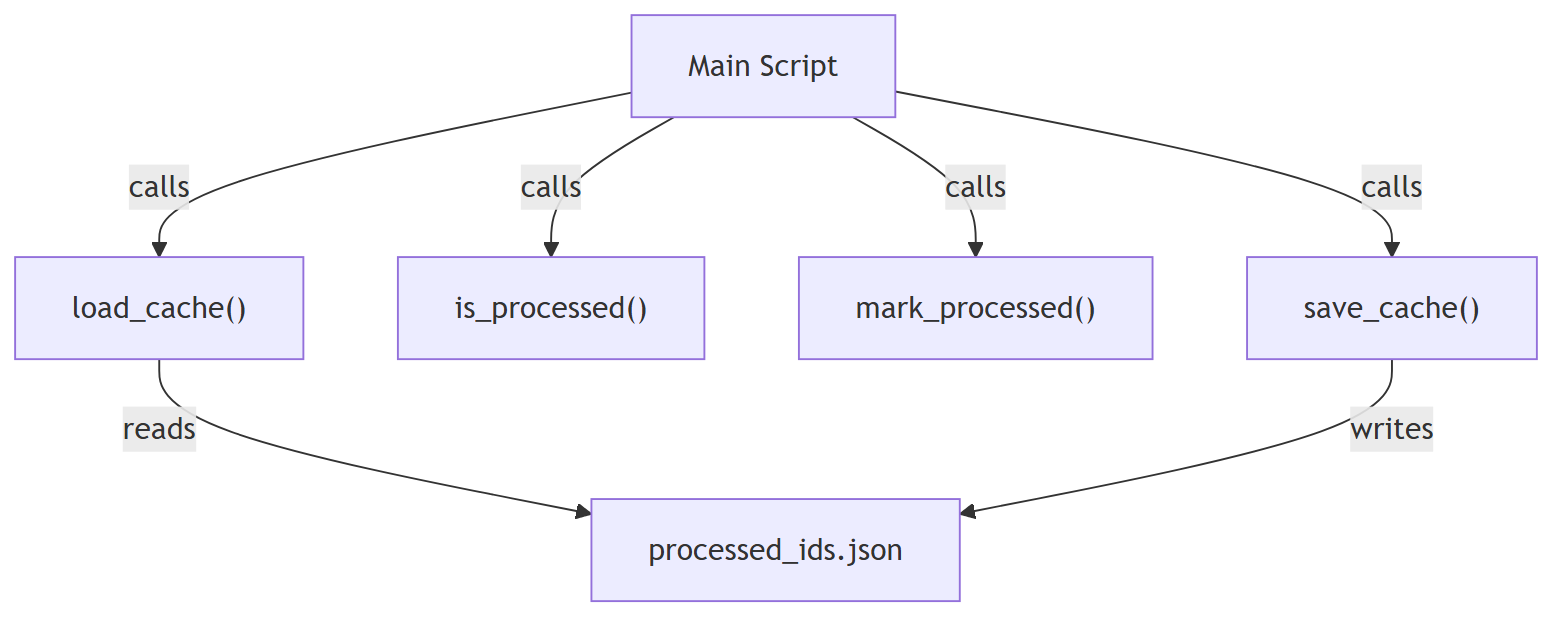 Main Script
calls
calls
calls
calls
load_cache()
is_processed()
mark_processed()
save_cache()
reads
writes
processed_ids.json